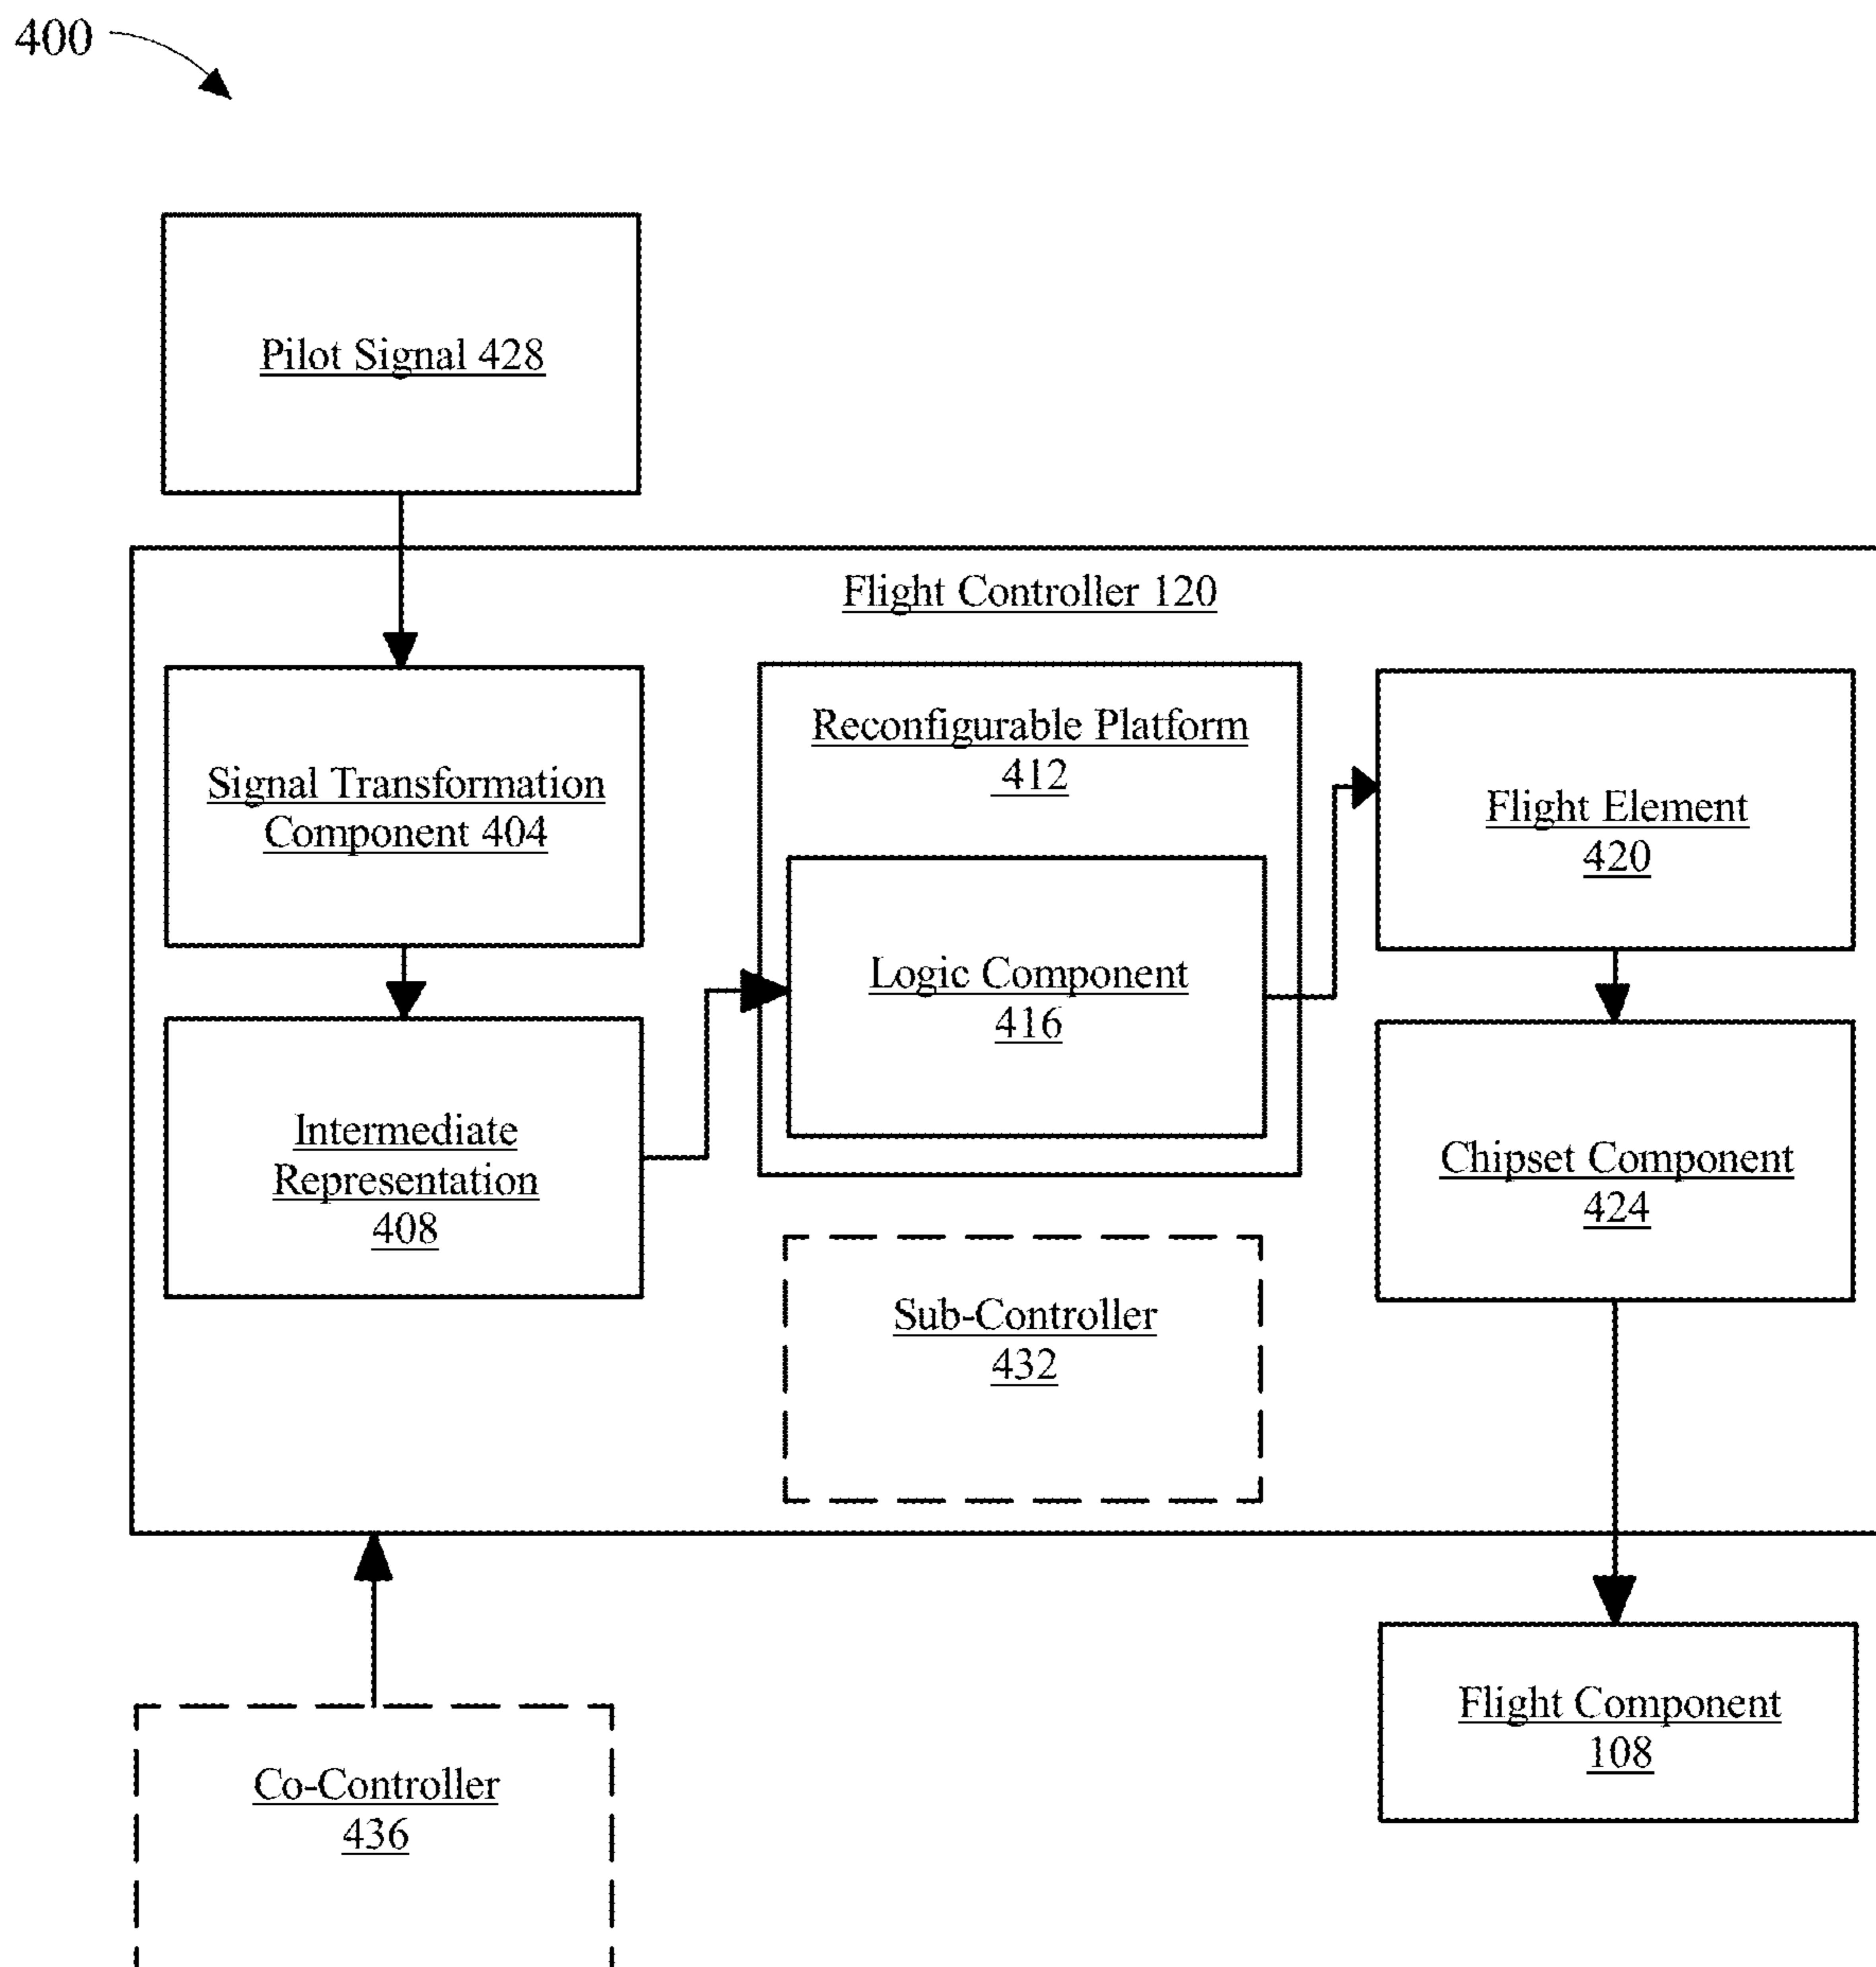 400
Pilot Signal 428
Flight Controller 120
Signal Transformation
Component 404
Intermediate
Representation
408
Reconfigurable Platform
412
Logic Component
416
Sub-Controller
432
Flight Element
420
Chipset Component
424
Co-Controller
436
Flight Component
108